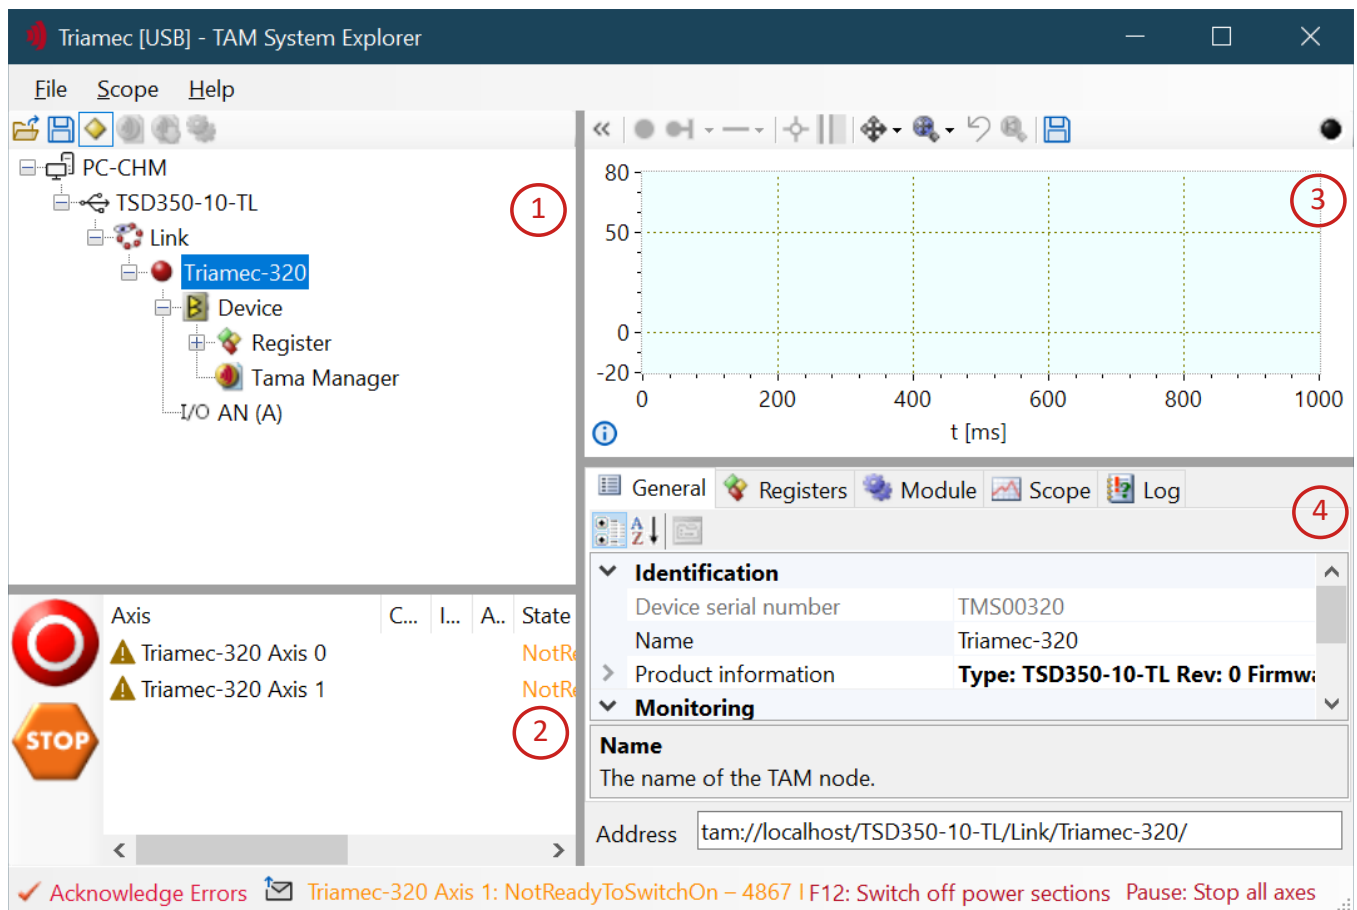 Triamec [USB] - TAM System Explorer
File Scope Help
PC-CHM
TSD350-10-TL
Link
Triamec-320
Device
Register
Tama Manager
I/O AN (A)
1
80
50
0
-20
0 200 400 600 800 1000
t [ms]
3
General Registers Module Scope Log
4
Identification
Device serial number TMS00320
Name Triamec-320
Product information Type: TSD350-10-TL Rev: 0 Firmwa
Monitoring
Name
The name of the TAM node.
Address tam://localhost/TSD350-10-TL/Link/Triamec-320/
Axis C... I... A.. State
Triamec-320 Axis 0 NotRe
Triamec-320 Axis 1 NotRe
STOP
2
Acknowledge Errors Triamec-320 Axis 1: NotReadyToSwitchOn – 4867 I F12: Switch off power sections Pause: Stop all axes